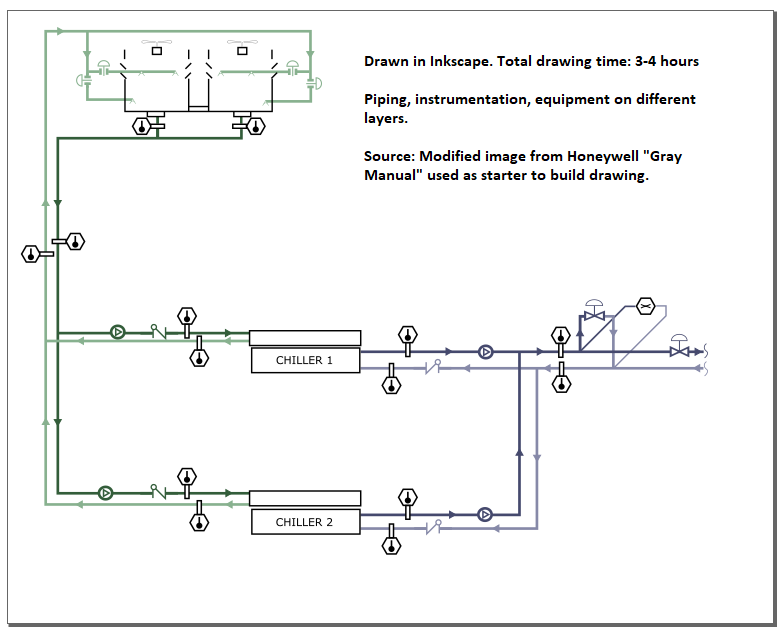 Drawn in Inkscape. Total drawing time: 3-4 hours
Piping, instrumentation, equipment on different
layers.
Source: Modified image from Honeywell "Gray
Manual" used as starter to build drawing.
CHILLER 1
CHILLER 2